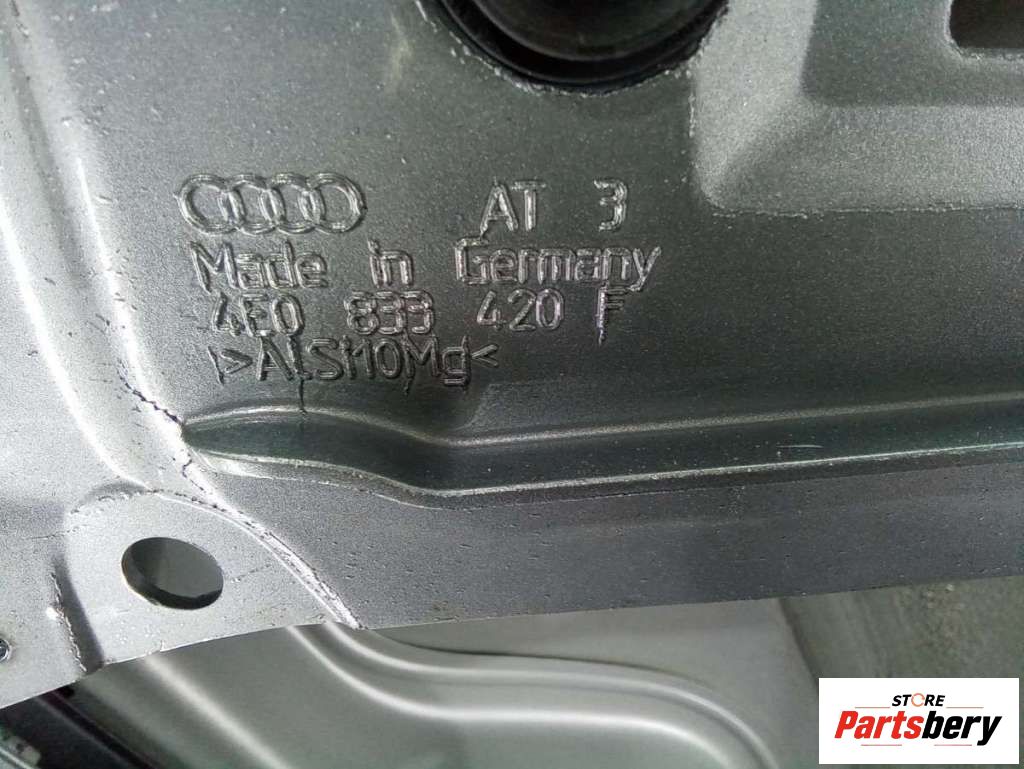 AT 3
Made in Germany
4E0 833 420 F
>AlSi10Mg<
STORE
Partsbery